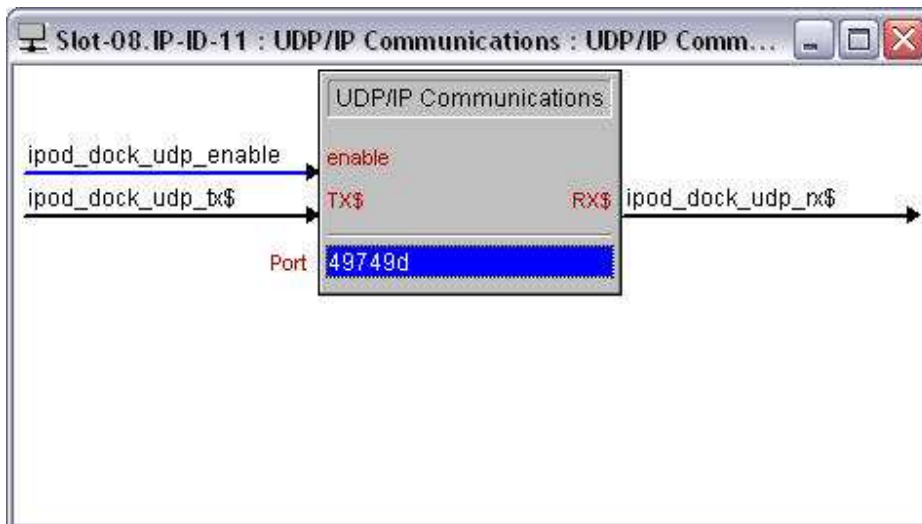 Slot-08.IP-ID-11 : UDP/IP Communications : UDP/IP Comm...
UDP/IP Communications
ipod_dock_udp_enable enable
ipod_dock_udp_tx$ TX$ RX$ ipod_dock_udp_rx$
Port 49749d